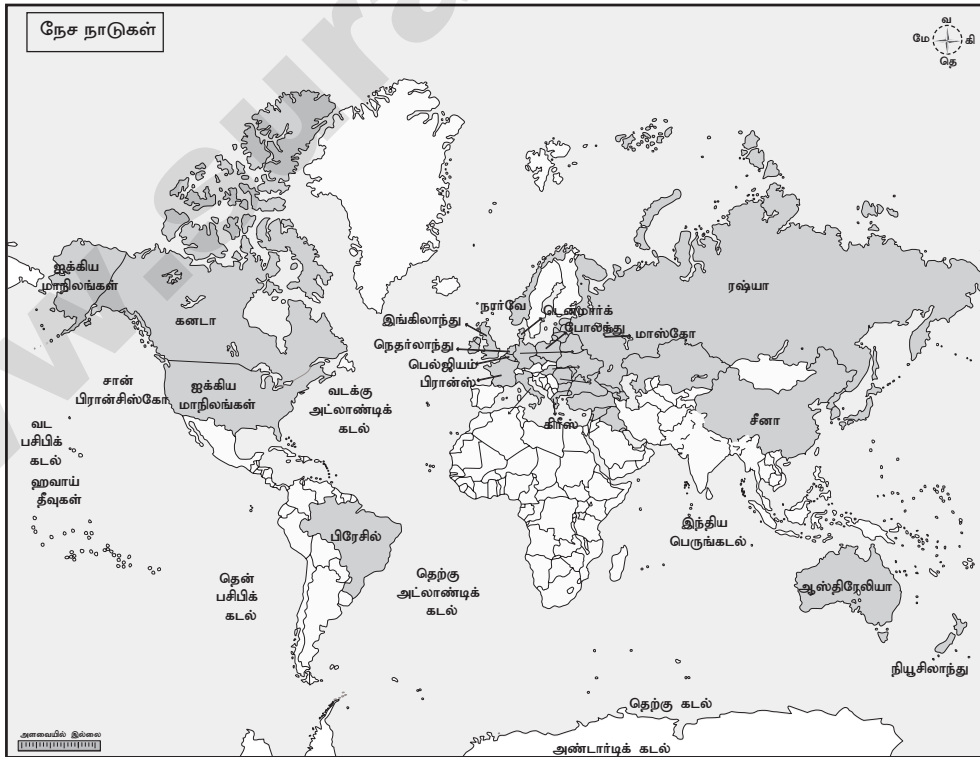 நேச நாடுகள்
வ
மே
கி
தெ
ஐக்கிய
மாநிலங்கள்
கனடா
ரஷ்யா
நார்வே
டென்மார்க்
இங்கிலாந்து
போலந்து
மாஸ்கோ
நெதர்லாந்து
பெல்ஜியம்
பிரான்ஸ்
சான்
பிரான்சிஸ்கோ
ஐக்கிய
மாநிலங்கள்
வடக்கு
அட்லாண்டிக்
கடல்
கிரீஸ்
சீனா
வட
பசிபிக்
கடல்
ஹவாய்
தீவுகள்
இந்திய
பெருங்கடல்
பிரேசில்
தென்
பசிபிக்
கடல்
தெற்கு
அட்லாண்டிக்
கடல்
ஆஸ்திரேலியா
நியூசிலாந்து
தெற்கு கடல்
அளவையில் இல்லை
அண்டார்டிக் கடல்